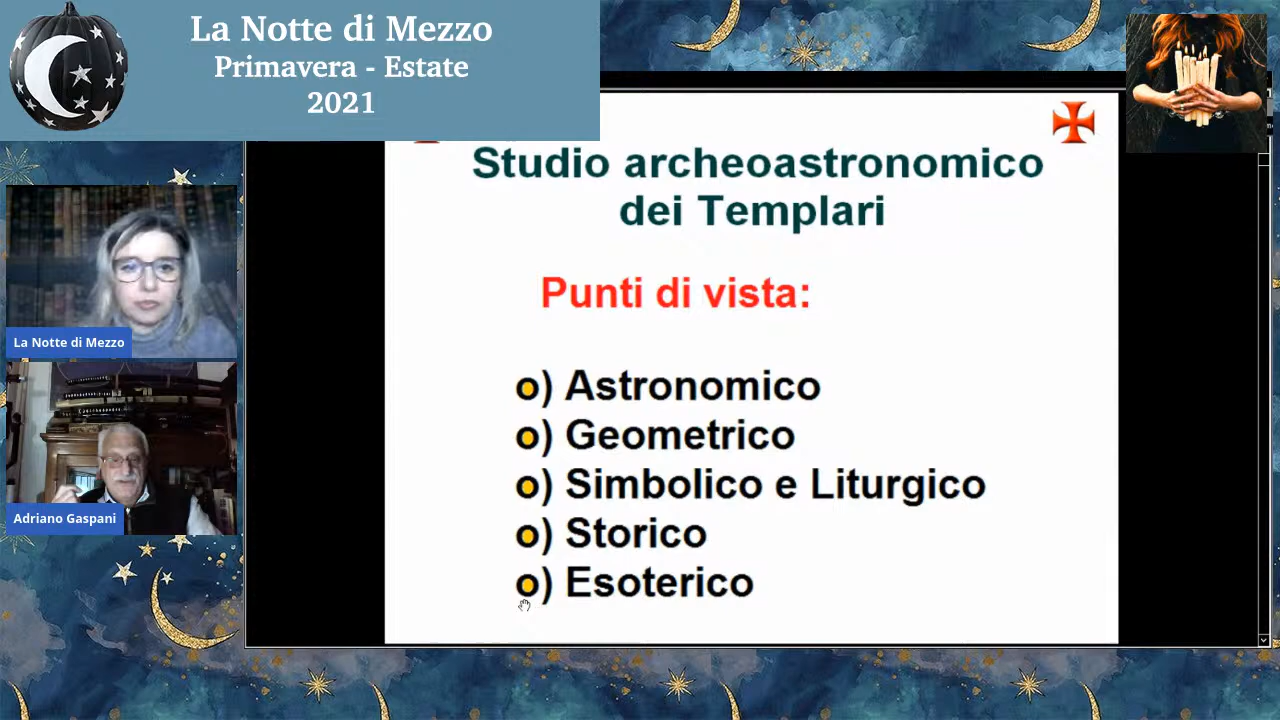 La Notte di Mezzo
Primavera - Estate
2021
Studio archeoastronomico
dei Templari
Punti di vista:
o) Astronomico
o) Geometrico
o) Simbolico e Liturgico
o) Storico
o) Esoterico
La Notte di Mezzo
Adriano Gaspani